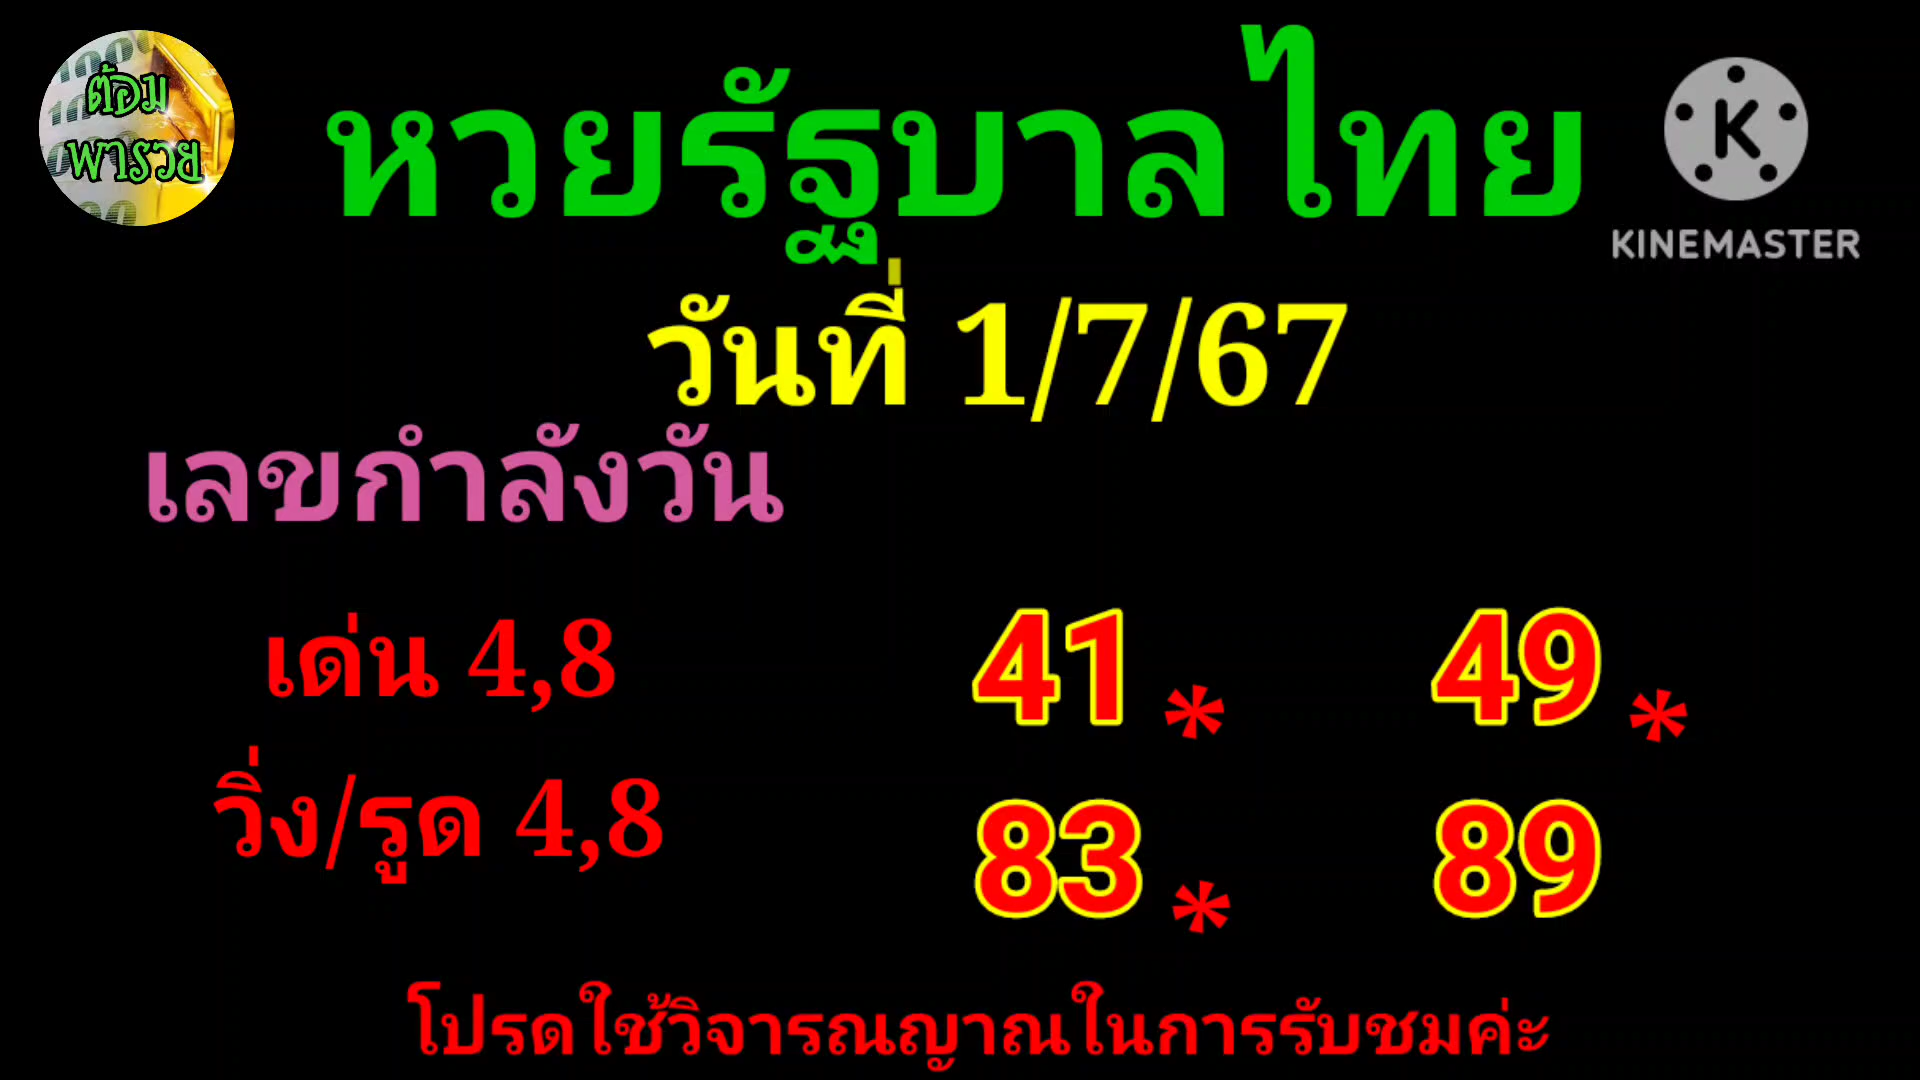 ต้อม
พารวย
หวยรัฐบาลไทย
KINEMASTER
วันที่ 1/7/67
เลขกำลังวัน
เด่น 4,8
41 * 49 *
วิ่ง/รูด 4,8
83 * 89
โปรดใช้วิจารณญาณในการรับชมค่ะ